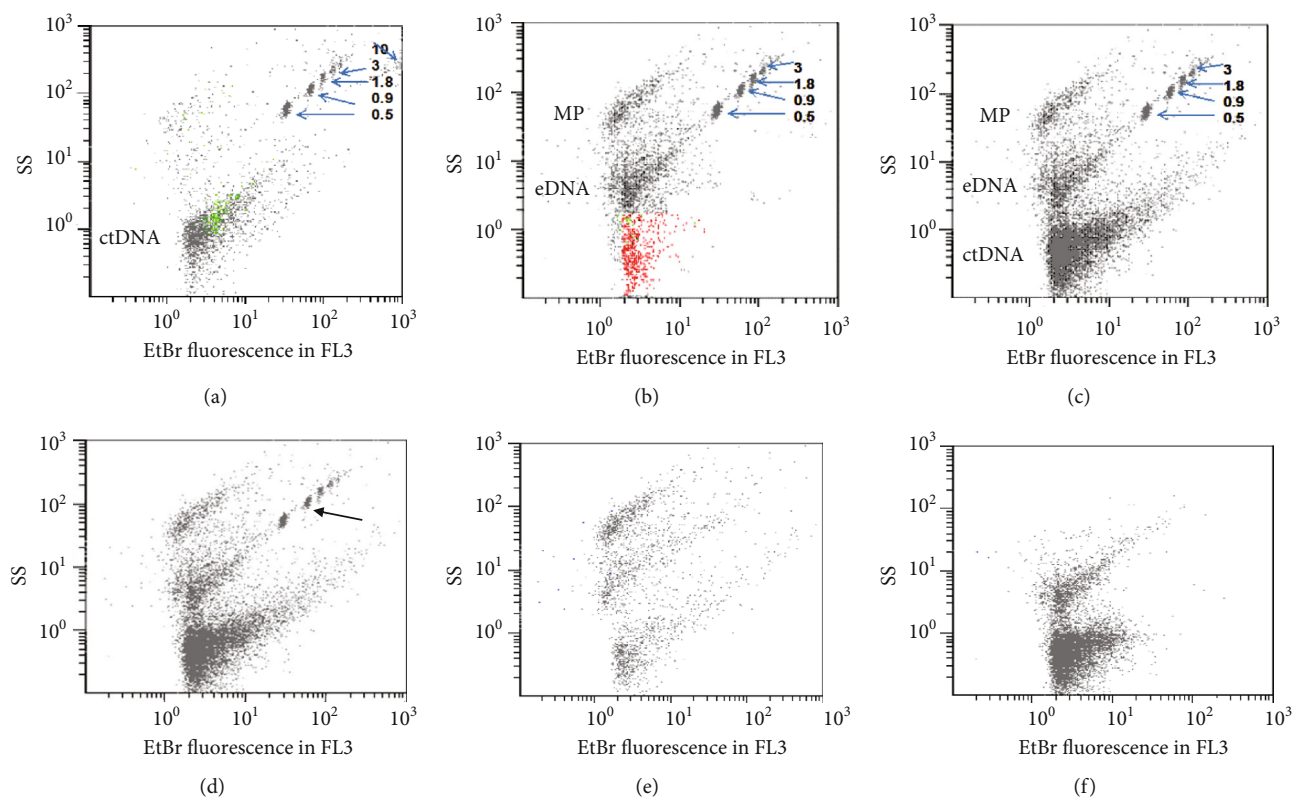 10³
10²
10¹
10⁰
SS
ctDNA
10
3
1.8
0.9
0.5
10⁰ 10¹ 10² 10³
EtBr fluorescence in FL3
(a)
10³
10²
10¹
10⁰
SS
MP
eDNA
3
1.8
0.9
0.5
10⁰ 10¹ 10² 10³
EtBr fluorescence in FL3
(b)
10³
10²
10¹
10⁰
SS
MP
eDNA
ctDNA
3
1.8
0.9
0.5
10⁰ 10¹ 10² 10³
EtBr fluorescence in FL3
(c)
10³
10²
10¹
10⁰
SS
10⁰ 10¹ 10² 10³
EtBr fluorescence in FL3
(d)
10³
10²
10¹
10⁰
SS
10⁰ 10¹ 10² 10³
EtBr fluorescence in FL3
(e)
10³
10²
10¹
10⁰
SS
10⁰ 10¹ 10² 10³
EtBr fluorescence in FL3
(f)